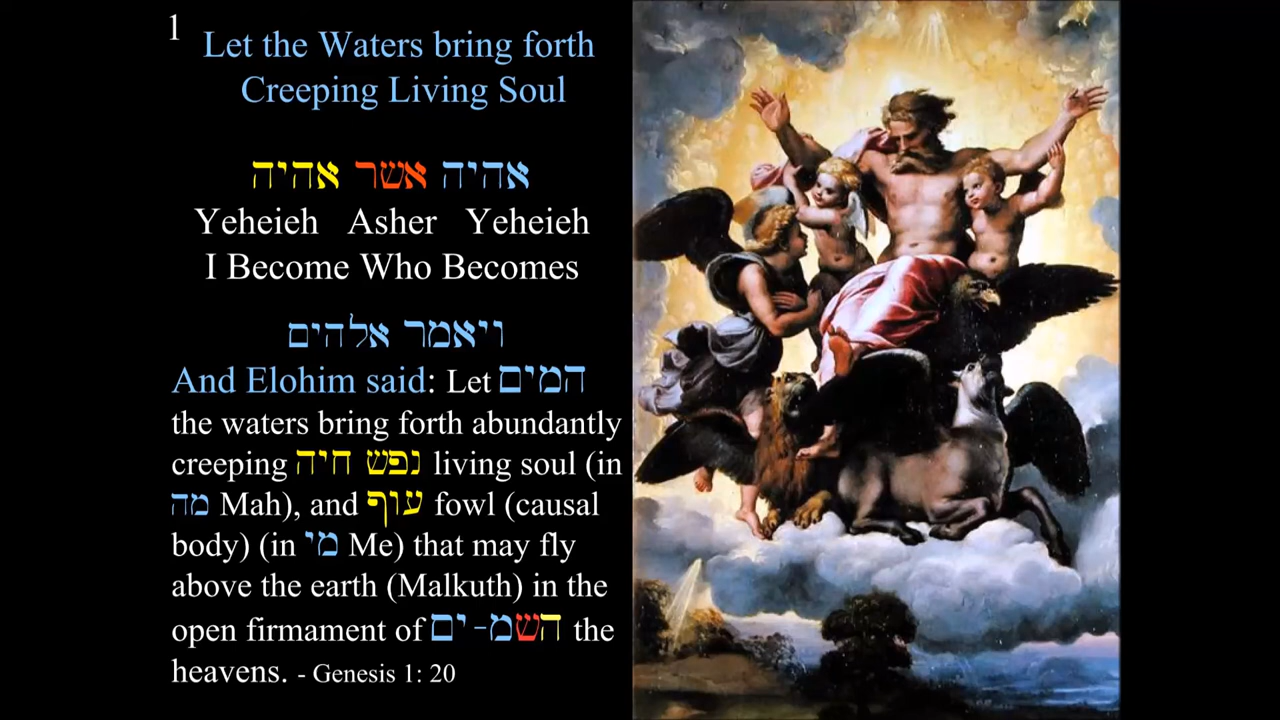 1
Let the Waters bring forth
Creeping Living Soul
אהיה אשר אהיה
Yeheieh Asher Yeheieh
I Become Who Becomes
ויאמר אלהים
And Elohim said: Let המים
the waters bring forth abundantly
creeping נפש חיה living soul (in
מה Mah), and עוף fowl (causal
body) (in מי Me) that may fly
above the earth (Malkuth) in the
open firmament of השמ-ים the
heavens. - Genesis 1: 20